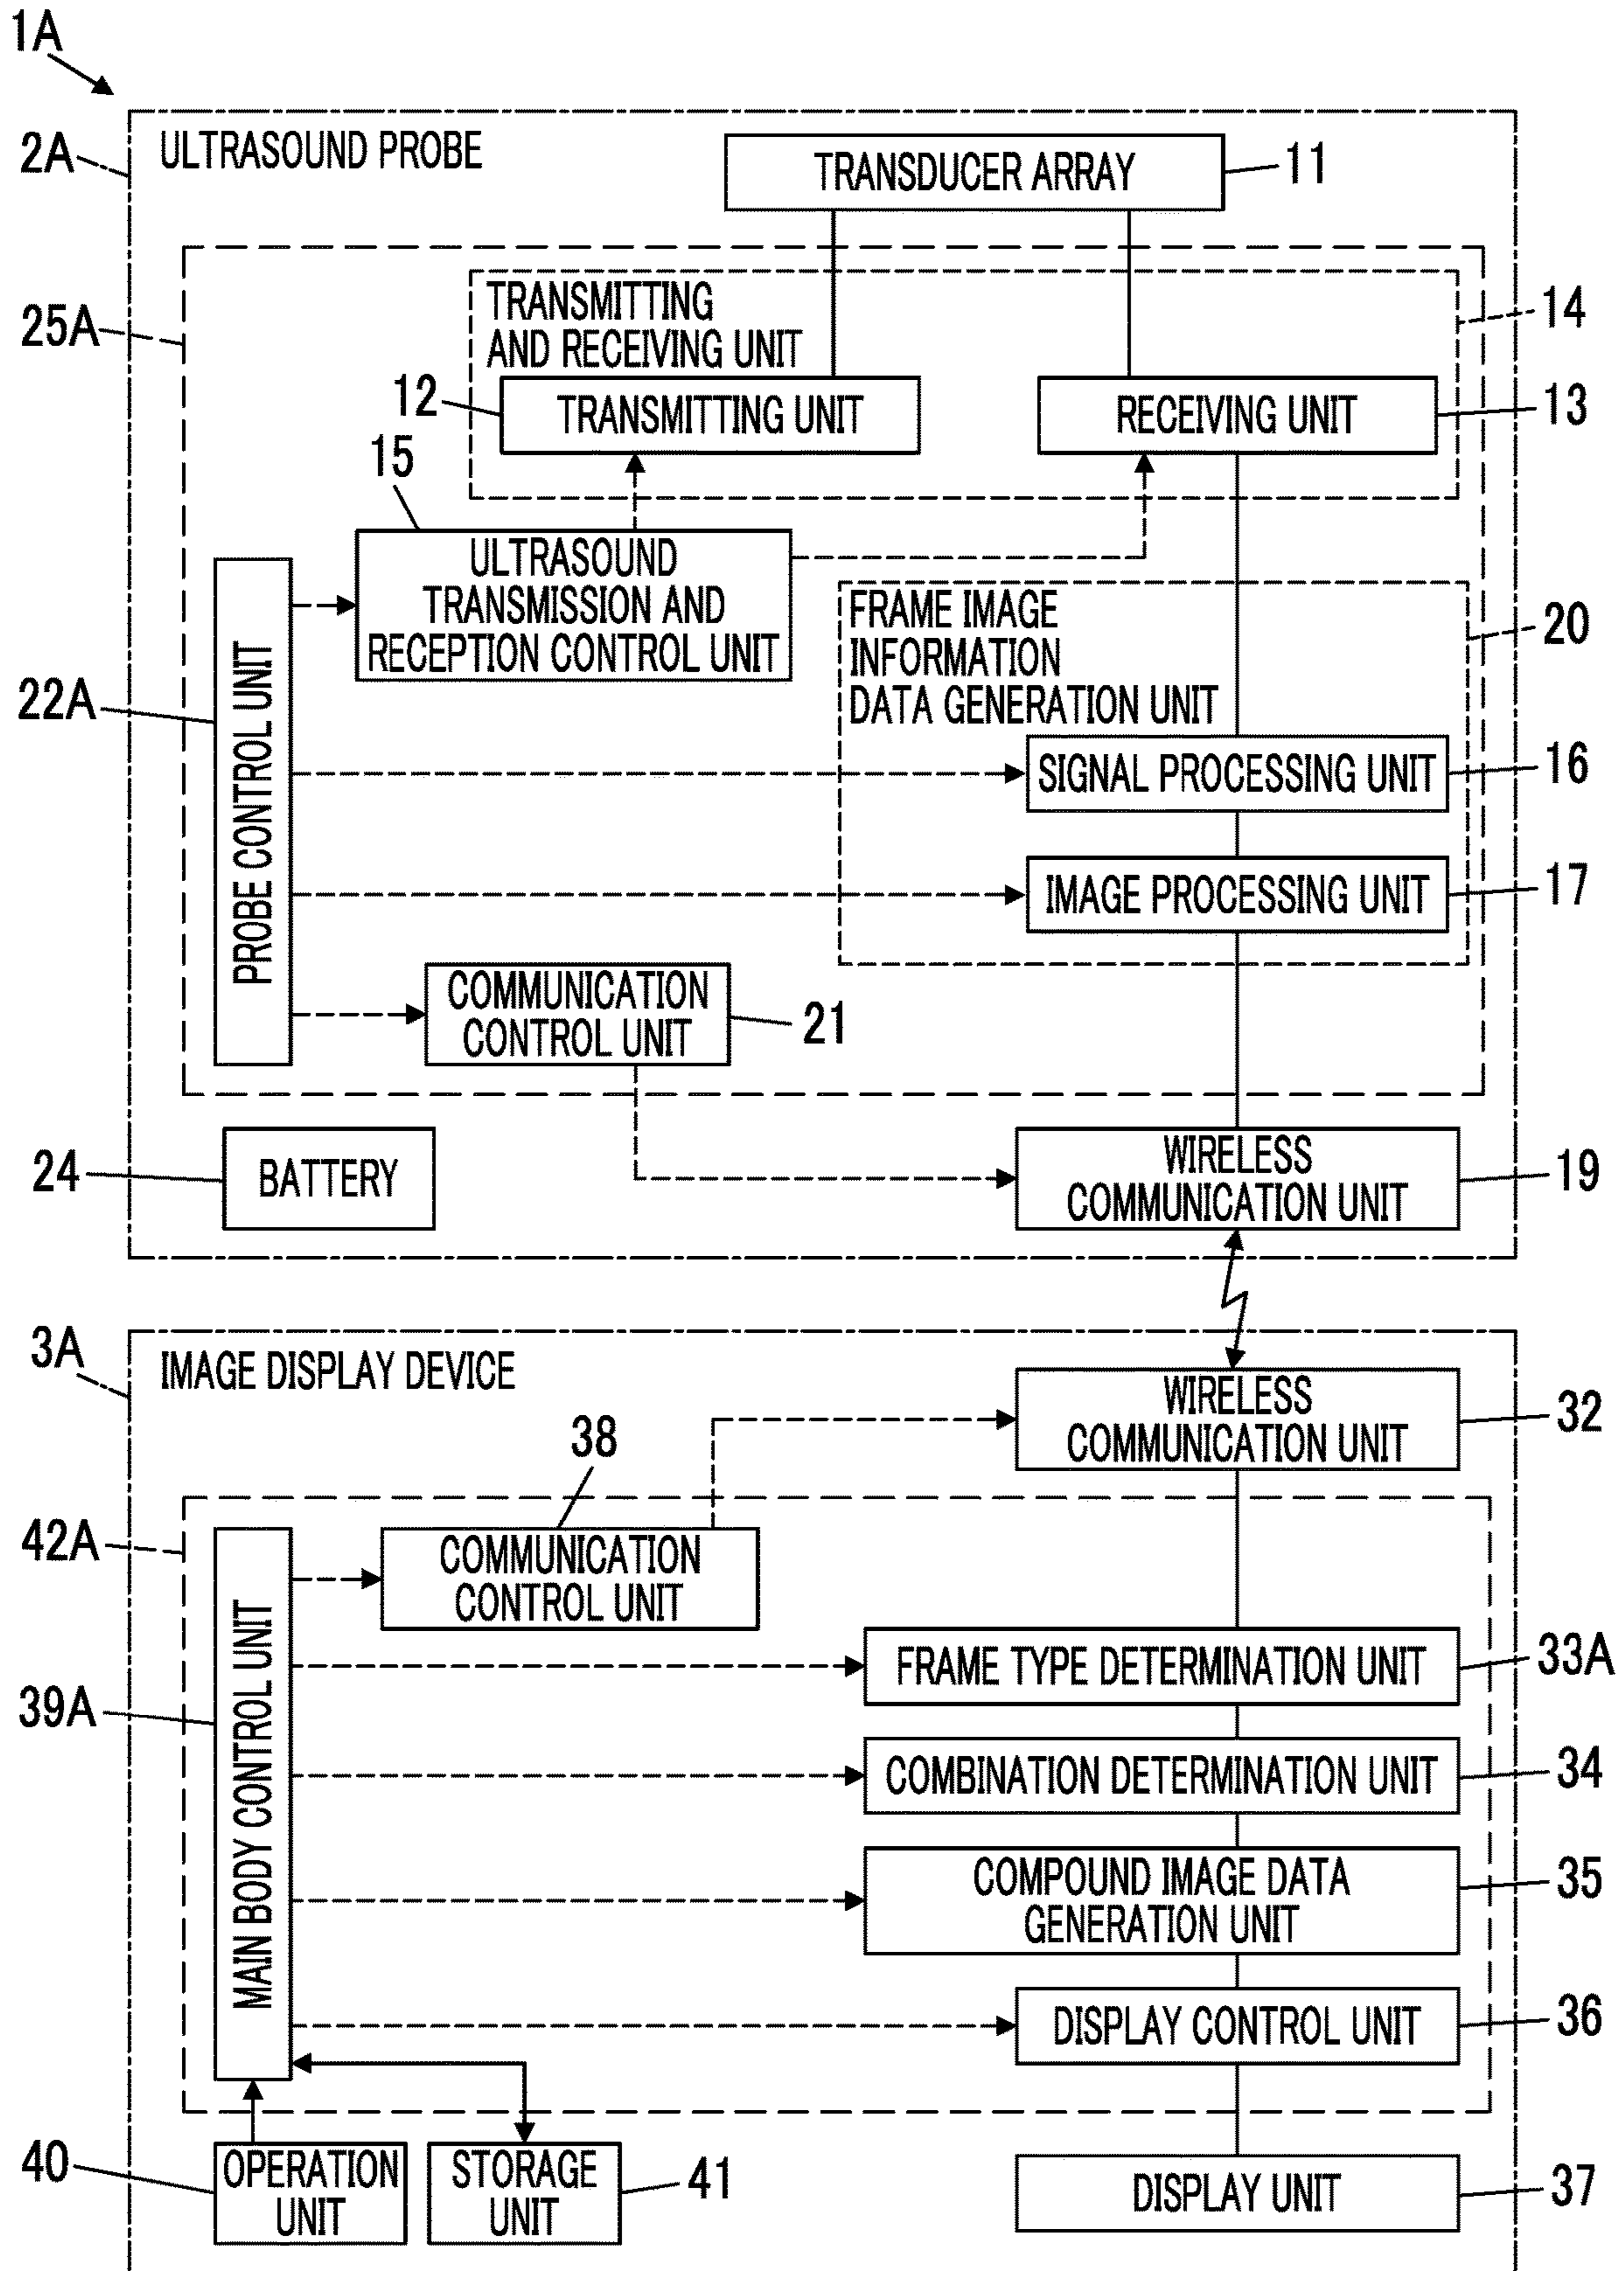 1A
2A
ULTRASOUND PROBE
TRANSDUCER ARRAY
11
25A
TRANSMITTING
AND RECEIVING UNIT
14
12
TRANSMITTING UNIT
RECEIVING UNIT
13
15
ULTRASOUND
TRANSMISSION AND
RECEPTION CONTROL UNIT
FRAME IMAGE
INFORMATION
DATA GENERATION UNIT
20
22A
PROBE CONTROL UNIT
SIGNAL PROCESSING UNIT
16
IMAGE PROCESSING UNIT
17
COMMUNICATION
CONTROL UNIT
21
24
BATTERY
WIRELESS
COMMUNICATION UNIT
19
3A
IMAGE DISPLAY DEVICE
WIRELESS
COMMUNICATION UNIT
32
38
42A
COMMUNICATION
CONTROL UNIT
39A
MAIN BODY CONTROL UNIT
FRAME TYPE DETERMINATION UNIT
33A
COMBINATION DETERMINATION UNIT
34
COMPOUND IMAGE DATA
GENERATION UNIT
35
DISPLAY CONTROL UNIT
36
40
OPERATION
UNIT
STORAGE
UNIT
41
DISPLAY UNIT
37